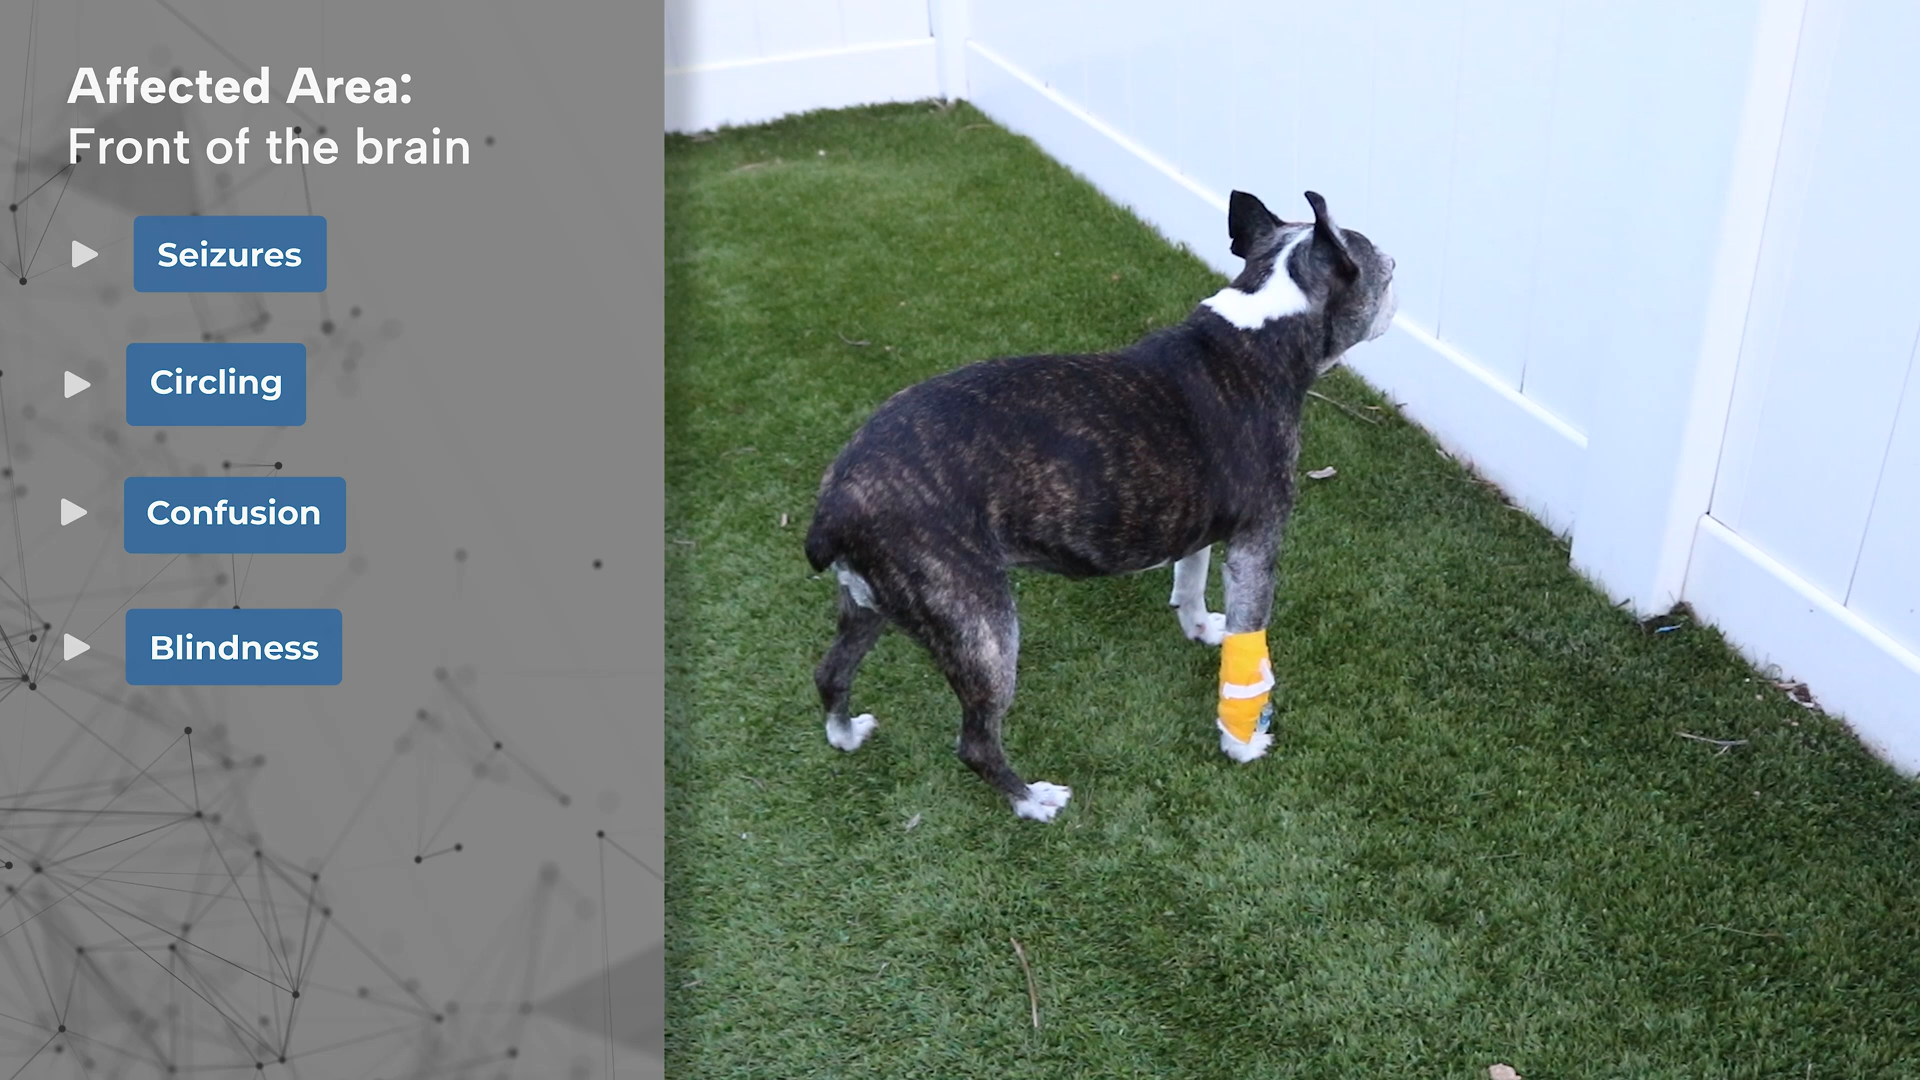 Affected Area:
Front of the brain
Seizures
Circling
Confusion
Blindness